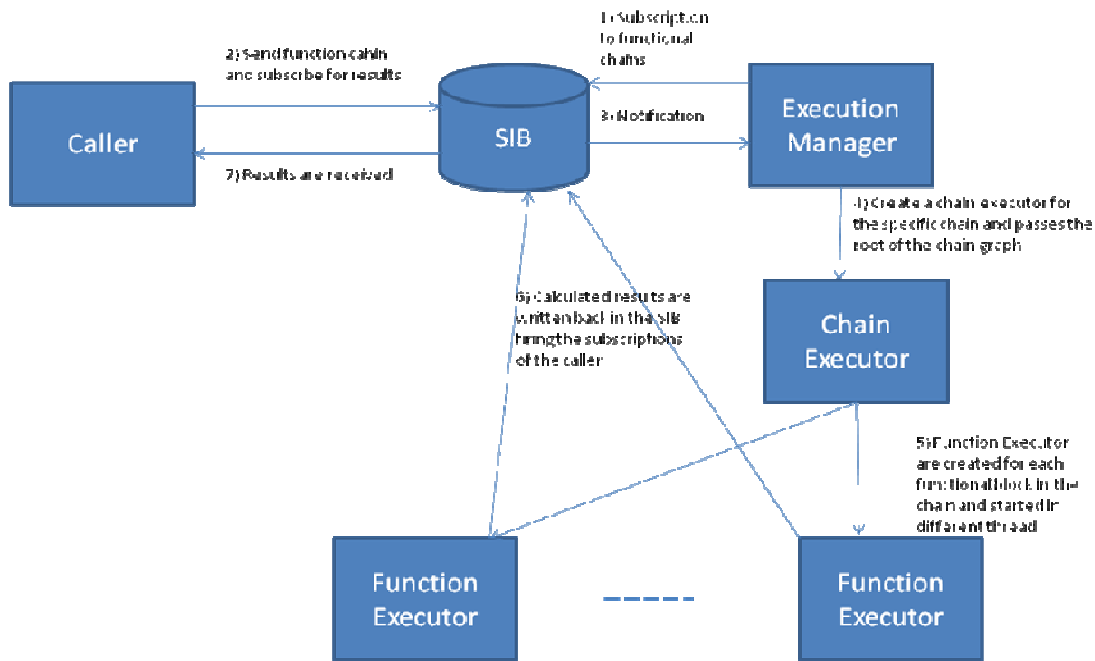 1) Subscription
to functional
chains
2) Send function cahin
and subscribe for results
Caller
SIB
3) Notification
Execution
Manager
7) Results are received
4) Create a chain executor for
the specific chain and passes the
root of the chain graph
6) Calculated results are
written back in the SIB
firing the subscriptions
of the caller
Chain
Executor
5) Function Executor
are created for each
functional block in the
chain and started in
different thread
Function
Executor
Function
Executor